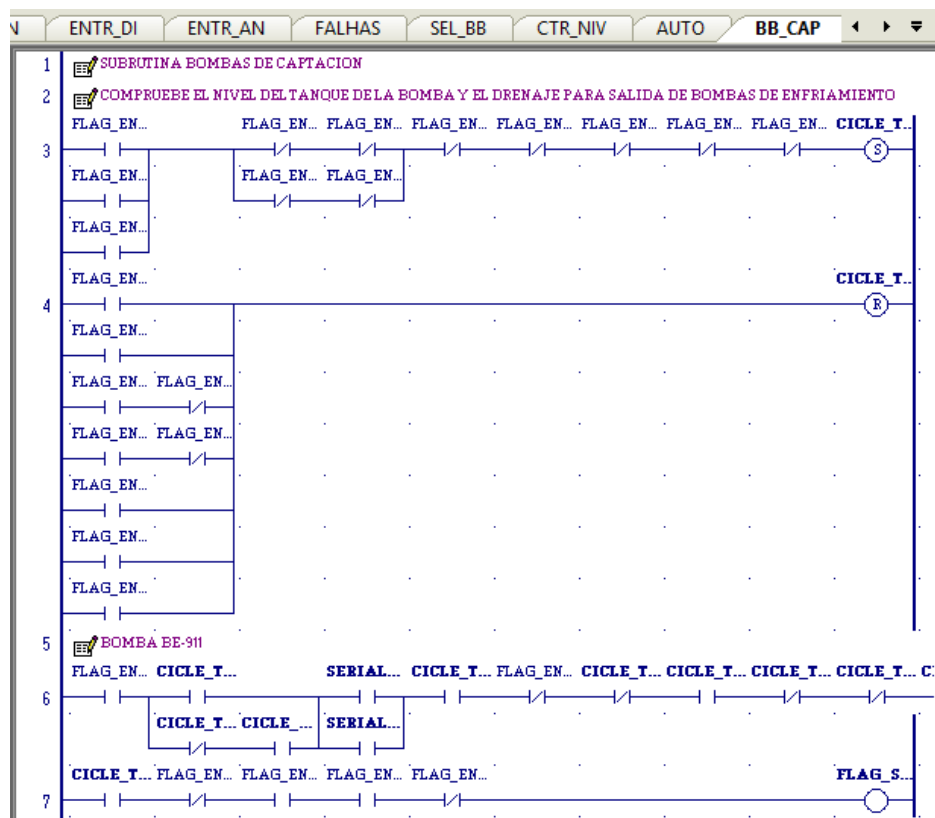 N ENTR_DI ENTR_AN FALHAS SEL_BB CTR_NIV AUTO BB_CAP
1 SUBRUTINA BOMBAS DE CAPTACION
2 COMPRUEBE EL NIVEL DEL TANQUE DE LA BOMBA Y EL DRENAJE PARA SALIDA DE BOMBAS DE ENFRIAMIENTO
FLAG_EN... FLAG_EN... FLAG_EN... FLAG_EN... FLAG_EN... FLAG_EN... FLAG_EN... FLAG_EN... CICLE_T...
3 S
FLAG_EN... FLAG_EN... FLAG_EN...
FLAG_EN...
FLAG_EN... CICLE_T...
4 R
FLAG_EN...
FLAG_EN... FLAG_EN...
FLAG_EN... FLAG_EN...
FLAG_EN...
FLAG_EN...
FLAG_EN...
5 BOMBA BE-911
FLAG_EN... CICLE_T... SERIAL... CICLE_T... FLAG_EN... CICLE_T... CICLE_T... CICLE_T... CICLE_T... C
6
CICLE_T... CICLE_... SERIAL...
CICLE_T... FLAG_EN... FLAG_EN... FLAG_EN... FLAG_EN... FLAG_S...
7